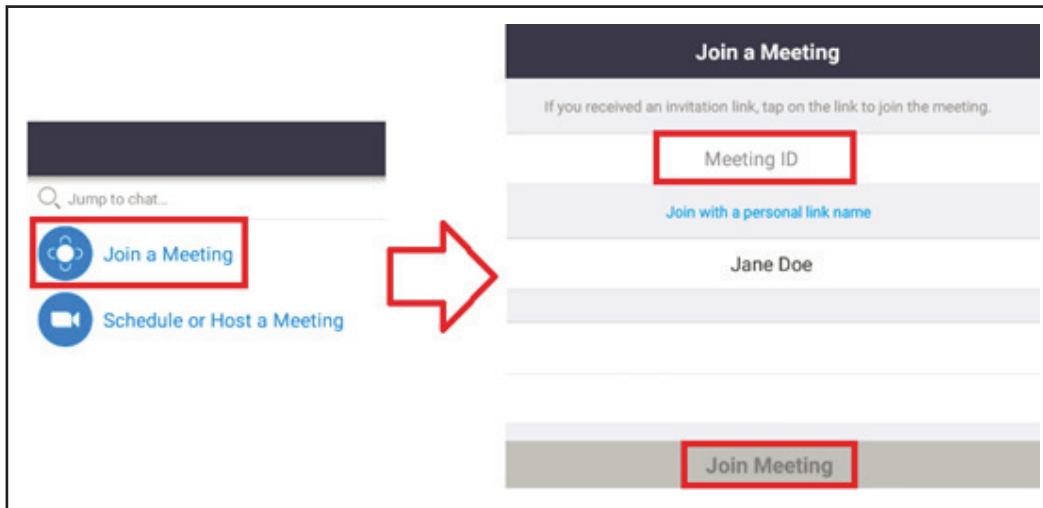 Jump to chat...
Join a Meeting
Schedule or Host a Meeting
Join a Meeting
If you received an invitation link, tap on the link to join the meeting.
Meeting ID
Join with a personal link name
Jane Doe
Join Meeting